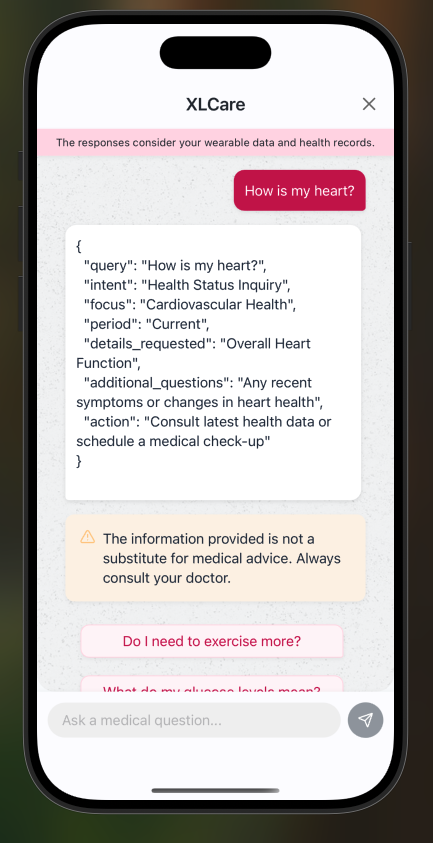 XLCare
The responses consider your wearable data and health records.
How is my heart?
{
"query": "How is my heart?",
"intent": "Health Status Inquiry",
"focus": "Cardiovascular Health",
"period": "Current",
"details_requested": "Overall Heart
Function",
"additional_questions": "Any recent
symptoms or changes in heart health",
"action": "Consult latest health data or
schedule a medical check-up"
}
The information provided is not a
substitute for medical advice. Always
consult your doctor.
Do I need to exercise more?
What do my glucose levels mean?
Ask a medical question...